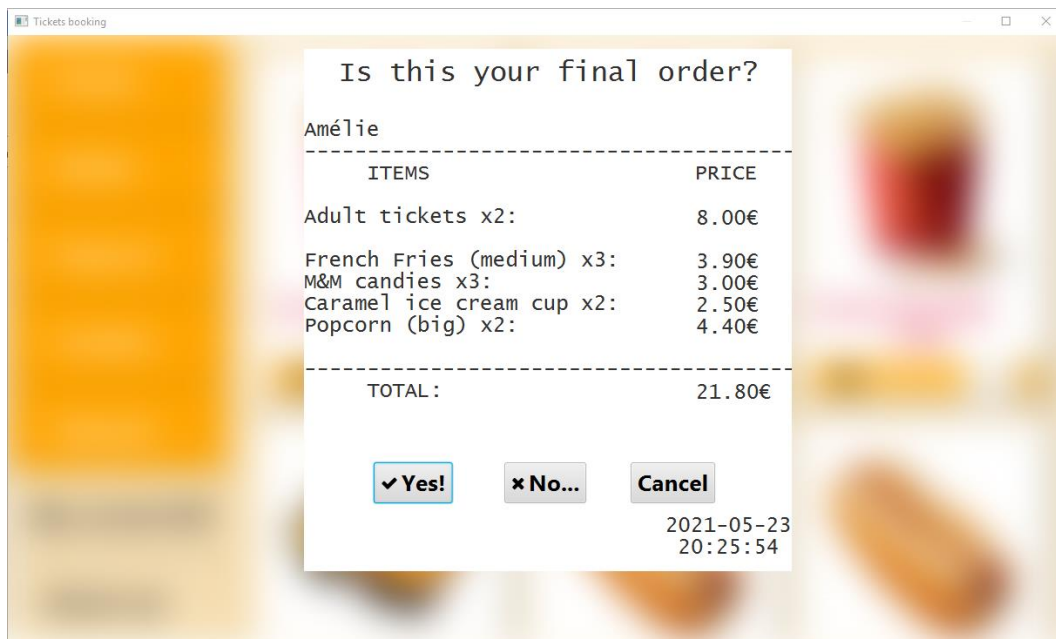 Tickets booking
Is this your final order?
Amélie
---------------------------------------
ITEMS PRICE
Adult tickets x2: 8.00€
French Fries (medium) x3: 3.90€
M&M candies x3: 3.00€
Caramel ice cream cup x2: 2.50€
Popcorn (big) x2: 4.40€
---------------------------------------
TOTAL: 21.80€
✔Yes! ✖No... Cancel
2021-05-23
20:25:54